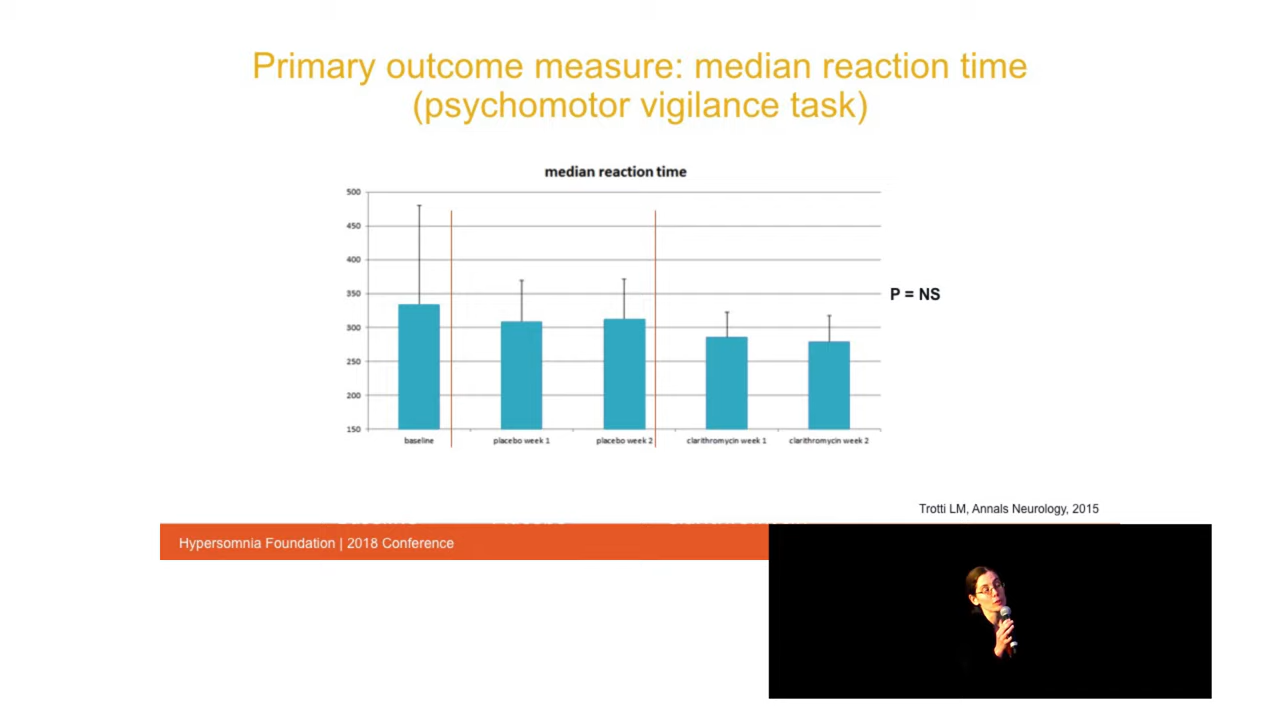 Primary outcome measure: median reaction time
(psychomotor vigilance task)
median reaction time
500
450
400
350
300
250
200
150
baseline
placebo week 1
placebo week 2
clarithromycin week 1
clarithromycin week 2
P = NS
Trotti LM, Annals Neurology, 2015
Hypersomnia Foundation | 2018 Conference